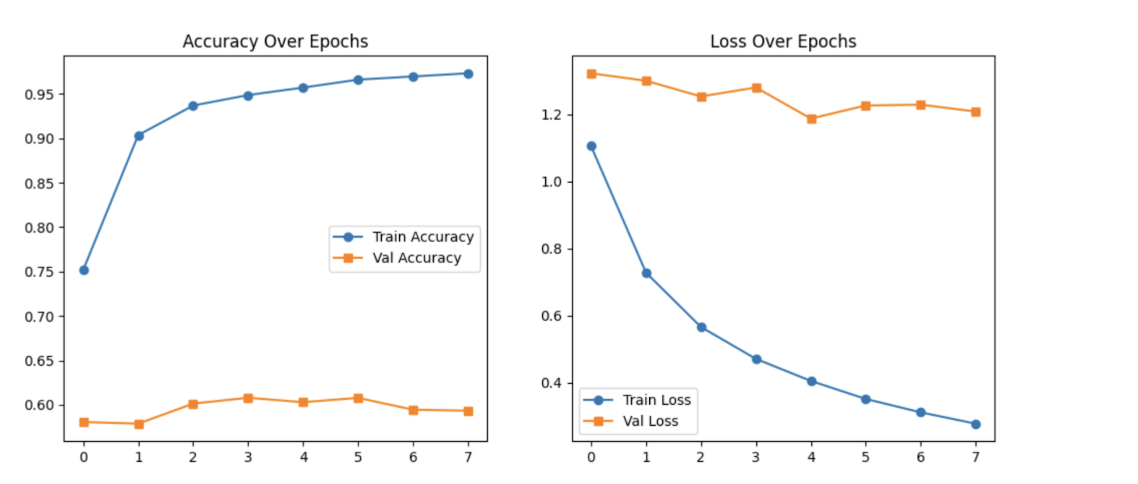 Accuracy Over Epochs
0.95
0.90
0.85
0.80
0.75
0.70
0.65
0.60
0 1 2 3 4 5 6 7
Train Accuracy
Val Accuracy
Loss Over Epochs
1.2
1.0
0.8
0.6
0.4
0 1 2 3 4 5 6 7
Train Loss
Val Loss